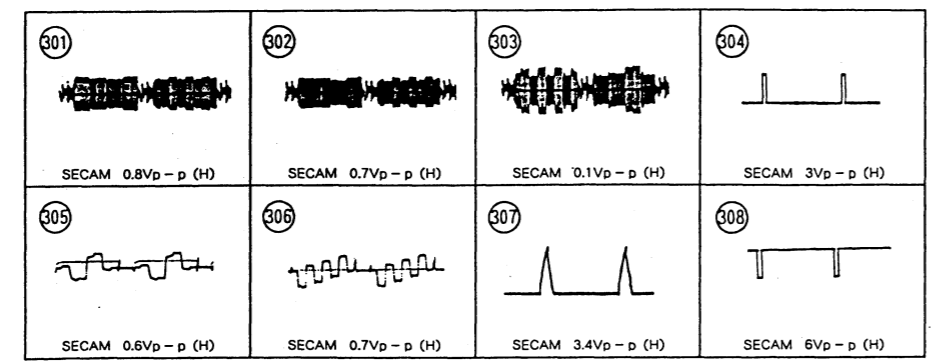 301 302 303 304
SECAM 0.8Vp-p (H) SECAM 0.7Vp-p (H) SECAM 0.1Vp-p (H) SECAM 3Vp-p (H)
305 306 307 308
SECAM 0.6Vp-p (H) SECAM 0.7Vp-p (H) SECAM 3.4Vp-p (H) SECAM 6Vp-p (H)